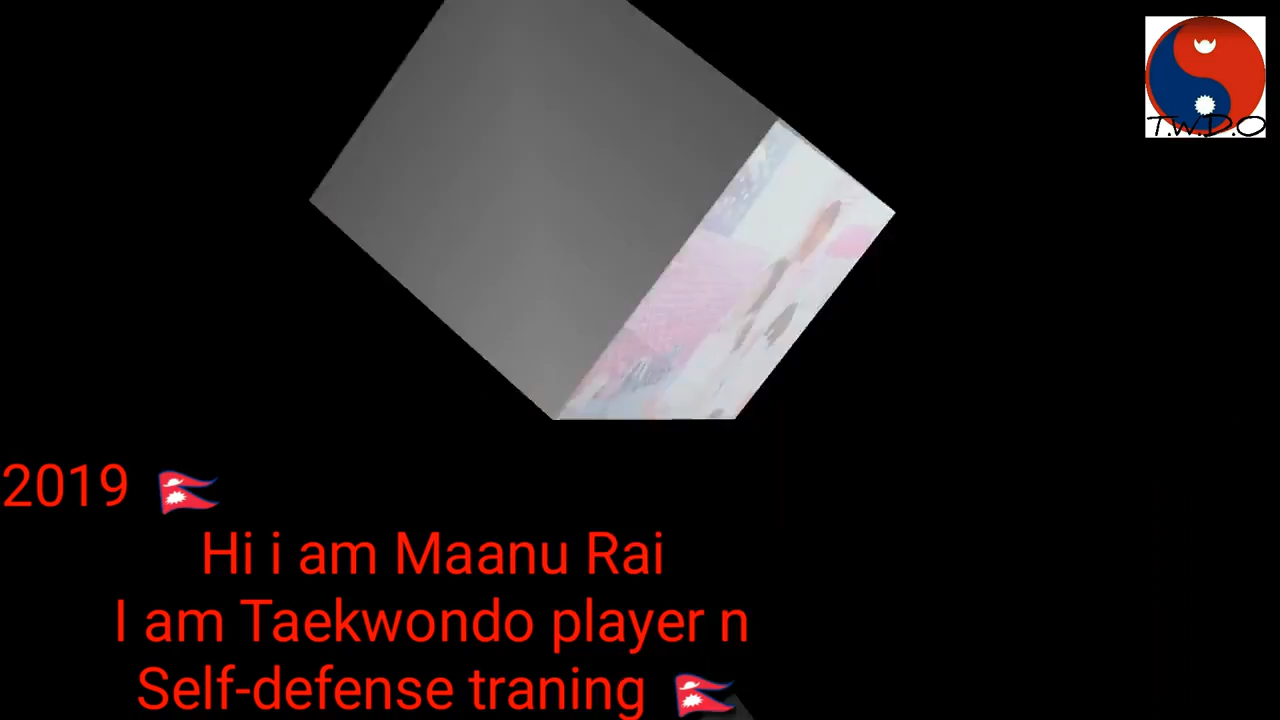 T.W.D.O
2019 🇳🇵
Hi i am Maanu Rai
I am Taekwondo player n
Self-defense traning 🇳🇵